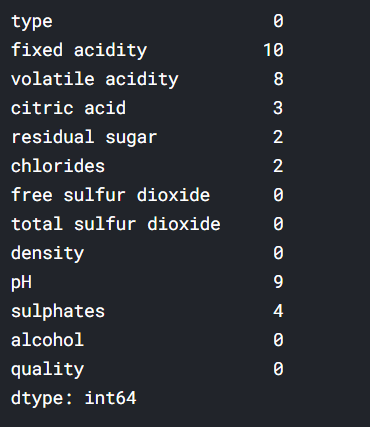 type 0
fixed acidity 10
volatile acidity 8
citric acid 3
residual sugar 2
chlorides 2
free sulfur dioxide 0
total sulfur dioxide 0
density 0
pH 9
sulphates 4
alcohol 0
quality 0
dtype: int64